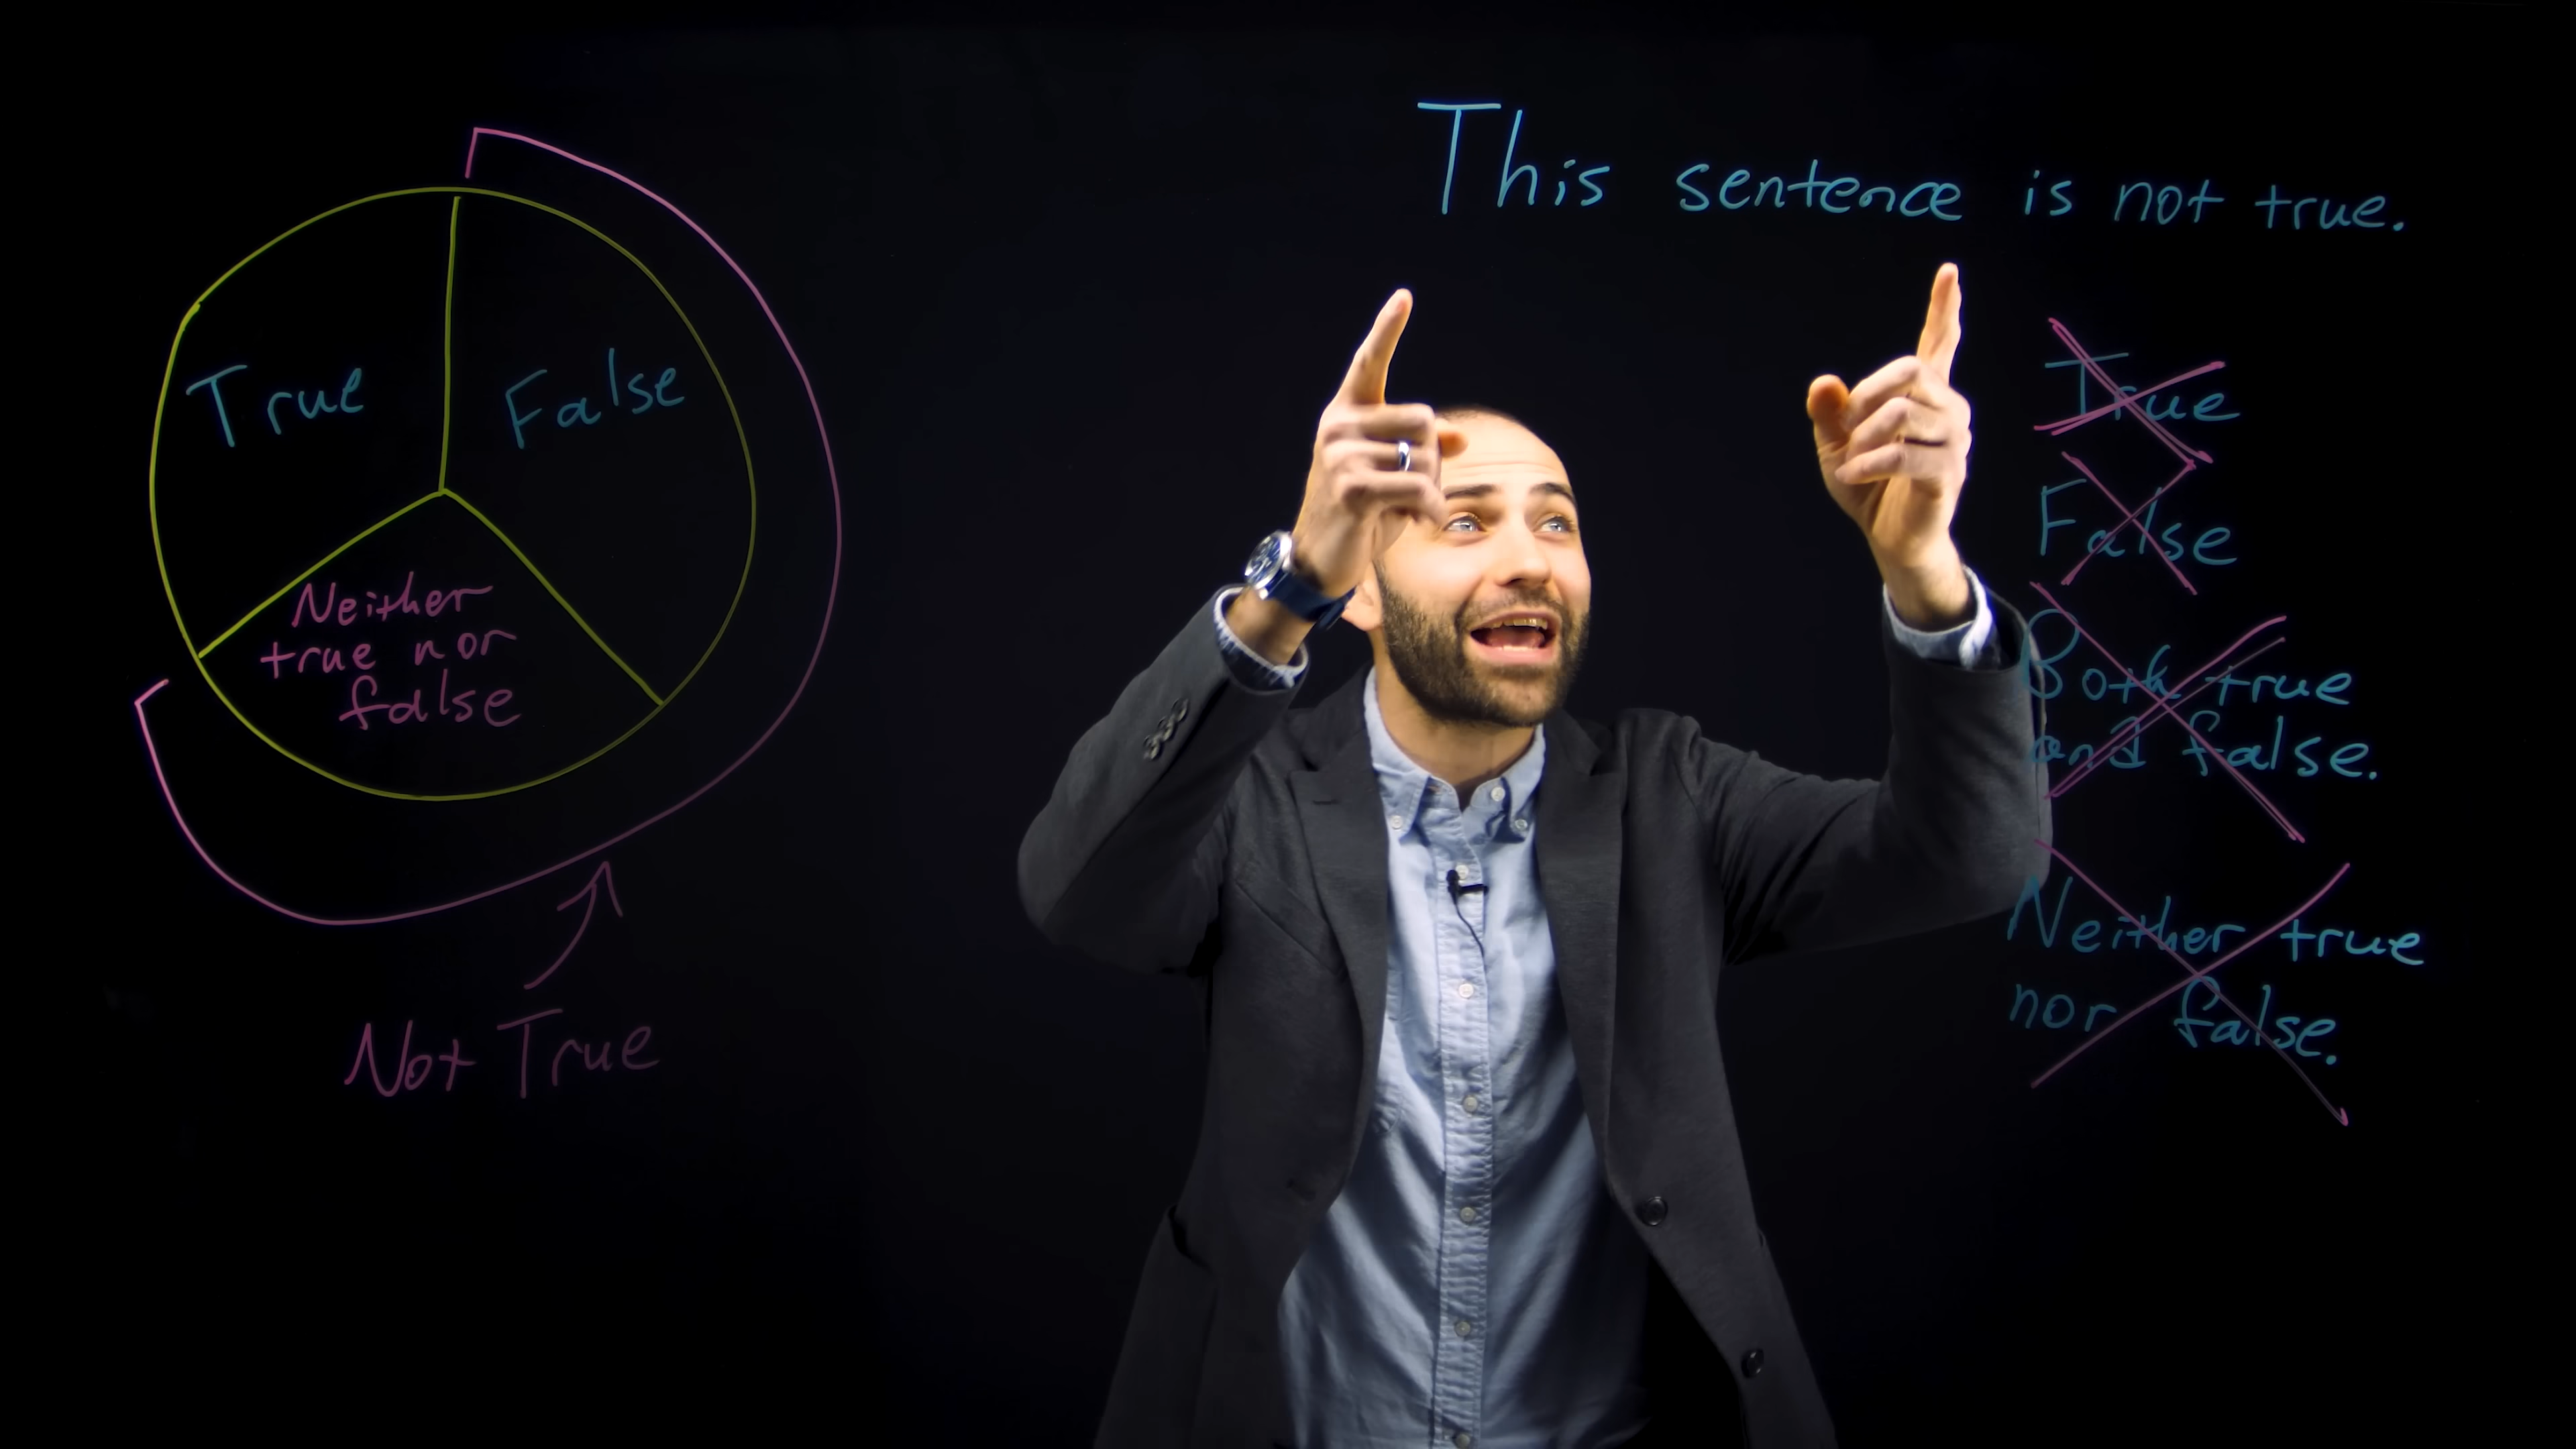 This sentence is not true.
True
False
Neither
true nor
false
Not True
True
False
Both true
and false.
Neither true
nor false.